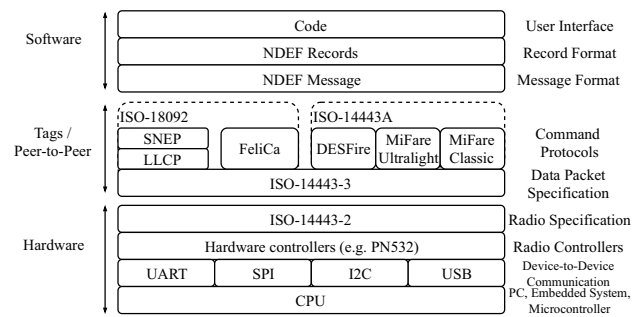 Software
Code
User Interface
NDEF Records
Record Format
NDEF Message
Message Format
Tags /
Peer-to-Peer
ISO-18092
ISO-14443A
SNEP
LLCP
FeliCa
DESFire
MiFare
Ultralight
MiFare
Classic
Command
Protocols
ISO-14443-3
Data Packet
Specification
Hardware
ISO-14443-2
Radio Specification
Hardware controllers (e.g. PN532)
Radio Controllers
UART
SPI
I2C
USB
Device-to-Device
Communication
CPU
PC, Embedded System,
Microcontroller